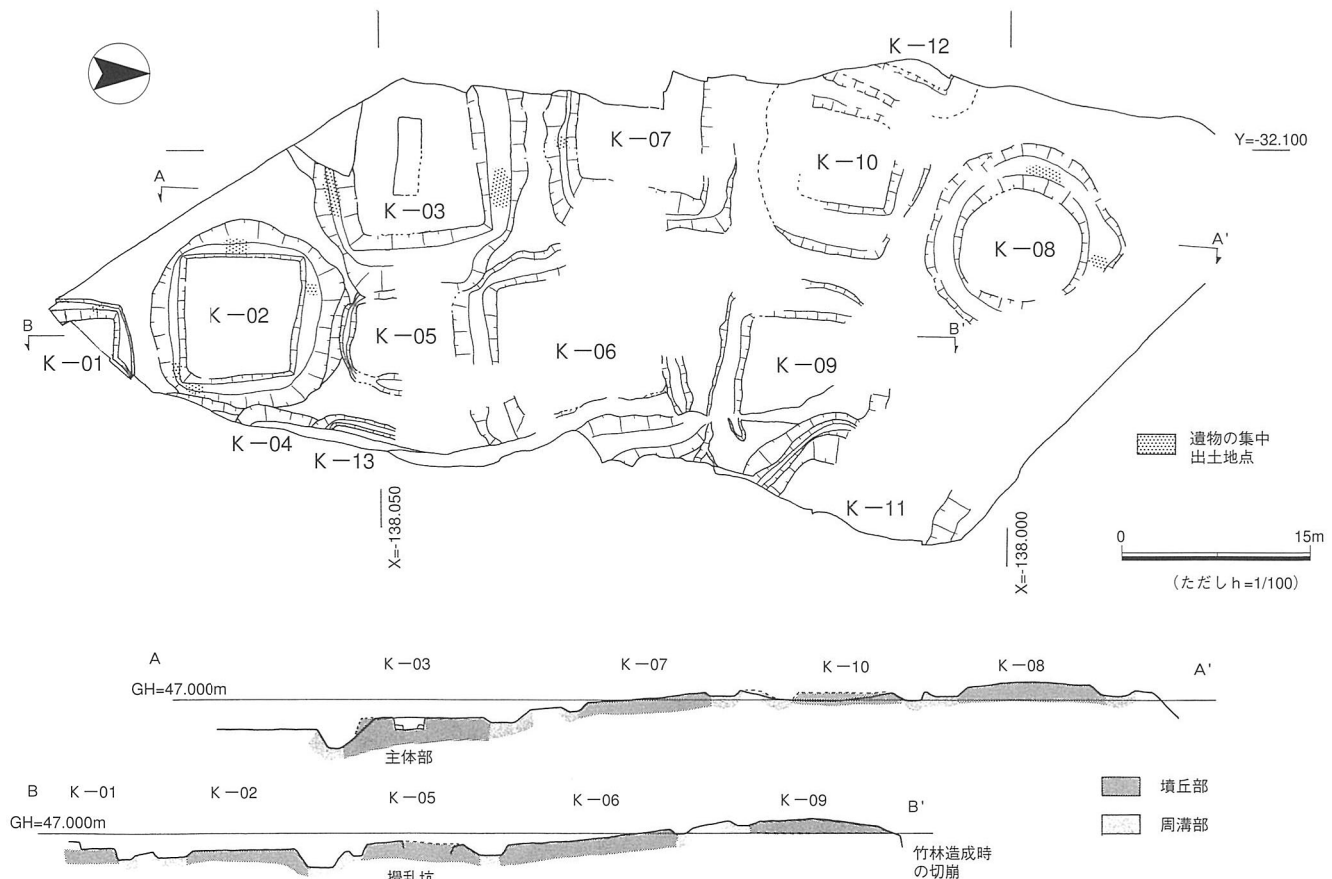 K－12
K－07
Y=-32.100
K－10
A
K－03
K－08
A'
K－02
K－05
B
B'
K－01
K－06
K－09
K－04
K－13
遺物の集中
出土地点
K－11
X=-138.050
X=-138.000
0 15m
（ただしｈ=1/100）
A K－03 K－07 K－10 K－08 A'
GH=47.000m
主体部
B K－01 K－02 K－05 K－06 K－09 B'
GH=47.000m
墳丘部
周溝部
竹林造成時
の切崩
攪乱坑